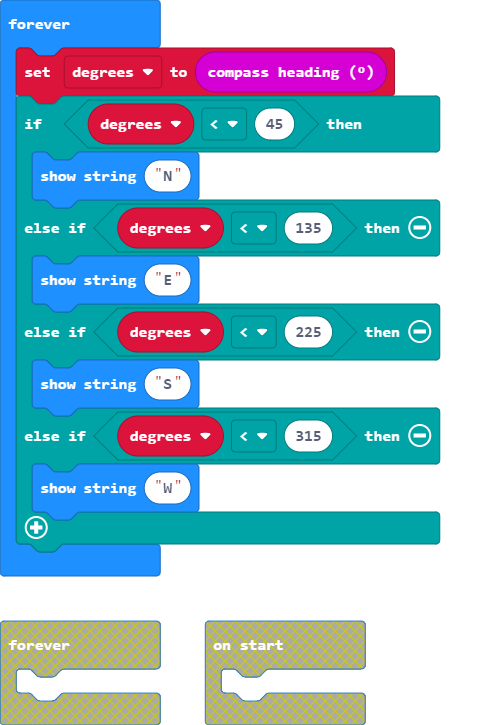 forever
set degrees to compass heading (º)
if degrees < 45 then
show string "N"
else if degrees < 135 then
show string "E"
else if degrees < 225 then
show string "S"
else if degrees < 315 then
show string "W"
forever on start